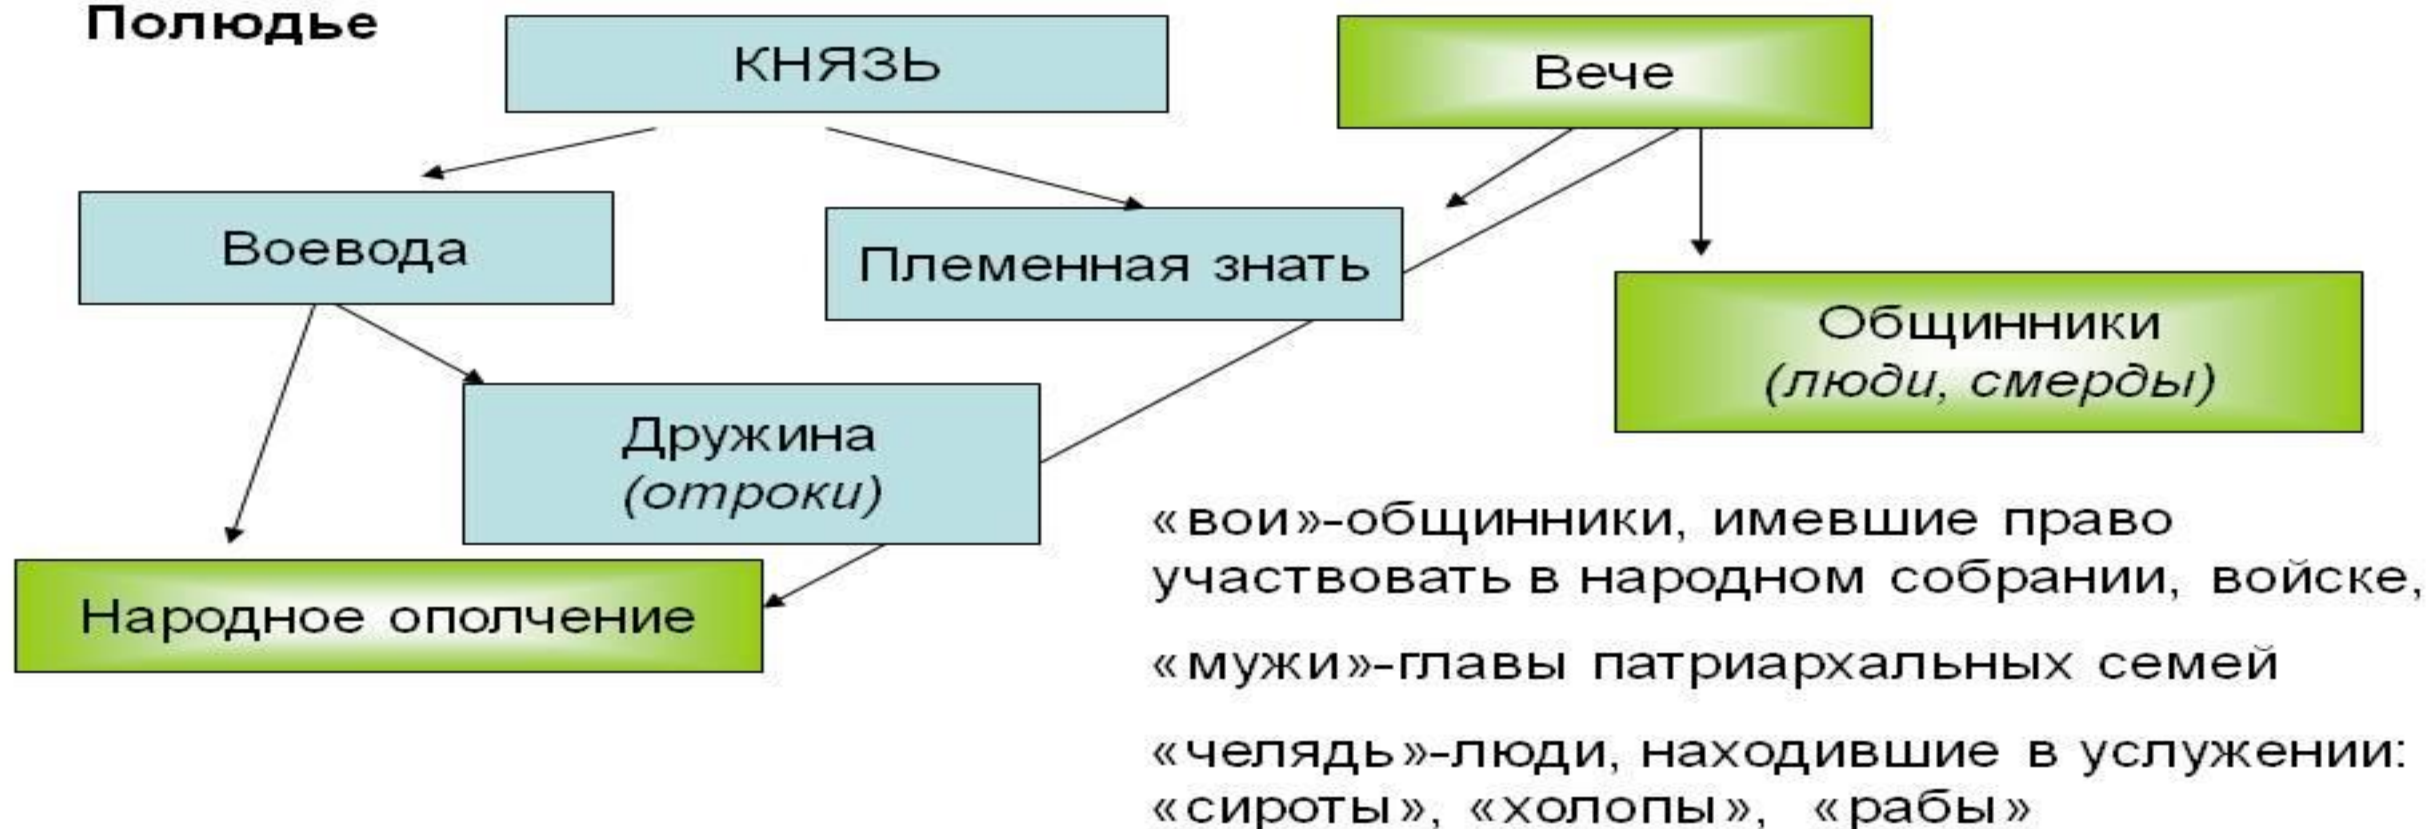 Полюдье
КНЯЗЬ
Вече
Воевода
Племенная знать
Общинники
(люди, смерды)
Дружина
(отроки)
Народное ополчение
«вои»-общинники, имевшие право
участвовать в народном собрании, войске,
«мужи»-главы патриархальных семей
«челядь»-люди, находившие в услужении:
«сироты», «холопы», «рабы»